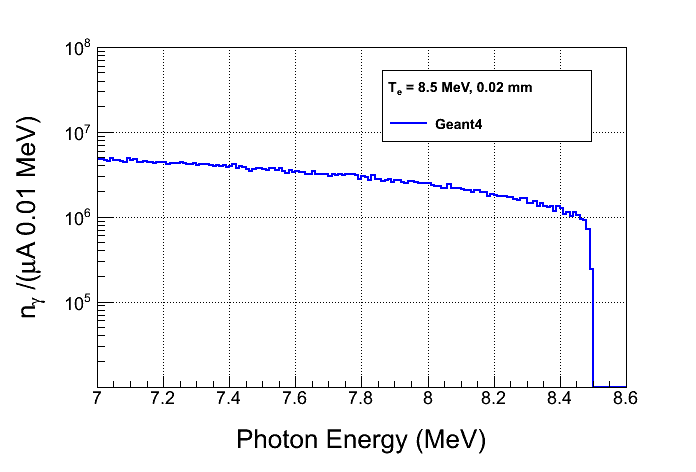 10⁸
10⁷
10⁶
10⁵
n_γ /(μA 0.01 MeV)
Tₑ = 8.5 MeV, 0.02 mm
Geant4
7 7.2 7.4 7.6 7.8 8 8.2 8.4 8.6
Photon Energy (MeV)